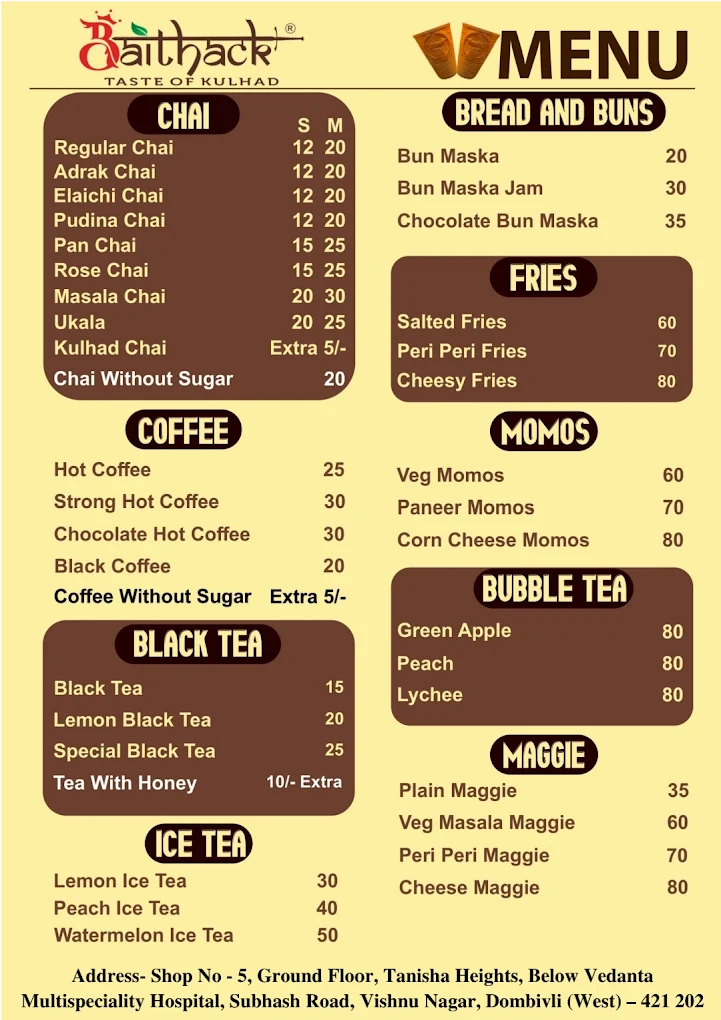 Baithack ®
TASTE OF KULHAD
MENU
CHAI
S M
Regular Chai 12 20
Adrak Chai 12 20
Elaichi Chai 12 20
Pudina Chai 12 20
Pan Chai 15 25
Rose Chai 15 25
Masala Chai 20 30
Ukala 20 25
Kulhad Chai Extra 5/-
Chai Without Sugar 20
COFFEE
Hot Coffee 25
Strong Hot Coffee 30
Chocolate Hot Coffee 30
Black Coffee 20
Coffee Without Sugar Extra 5/-
BLACK TEA
Black Tea 15
Lemon Black Tea 20
Special Black Tea 25
Tea With Honey 10/- Extra
ICE TEA
Lemon Ice Tea 30
Peach Ice Tea 40
Watermelon Ice Tea 50
BREAD AND BUNS
Bun Maska 20
Bun Maska Jam 30
Chocolate Bun Maska 35
FRIES
Salted Fries 60
Peri Peri Fries 70
Cheesy Fries 80
MOMOS
Veg Momos 60
Paneer Momos 70
Corn Cheese Momos 80
BUBBLE TEA
Green Apple 80
Peach 80
Lychee 80
MAGGIE
Plain Maggie 35
Veg Masala Maggie 60
Peri Peri Maggie 70
Cheese Maggie 80
Address- Shop No - 5, Ground Floor, Tanisha Heights, Below Vedanta
Multispeciality Hospital, Subhash Road, Vishnu Nagar, Dombivli (West) – 421 202